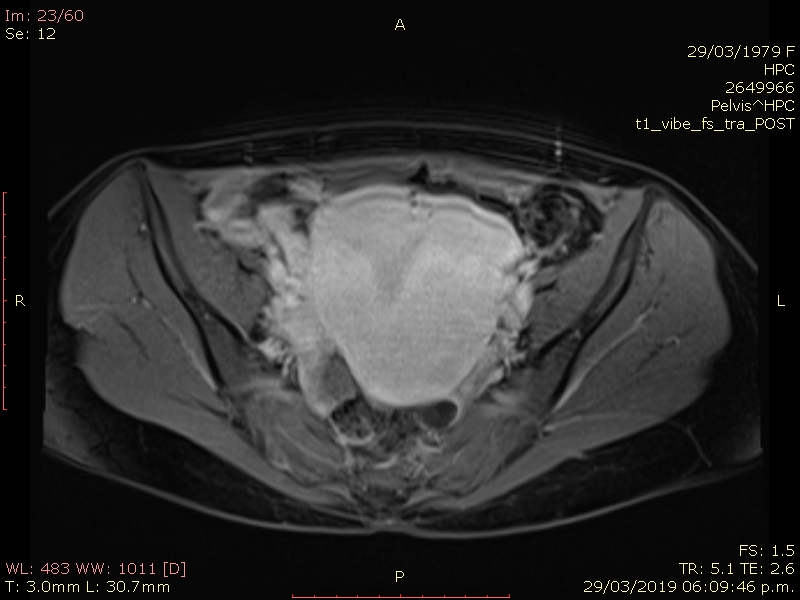 Im: 23/60
Se: 12
A
29/03/1979 F
HPC
2649966
Pelvis^HPC
t1_vibe_fs_tra_POST
R
L
WL: 483 WW: 1011 [D]
T: 3.0mm L: 30.7mm
P
FS: 1.5
TR: 5.1 TE: 2.6
29/03/2019 06:09:46 p.m.